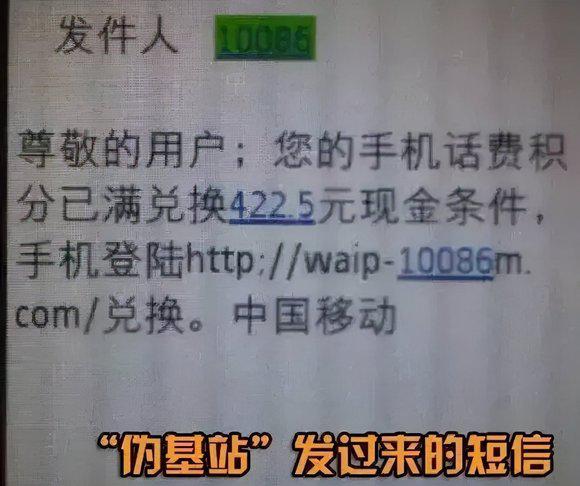 发件人 10086
尊敬的用户；您的手机话费积
分已满兑换422.5元现金条件，
手机登陆http://waip-10086m.
com/兑换。中国移动
“伪基站”发过来的短信